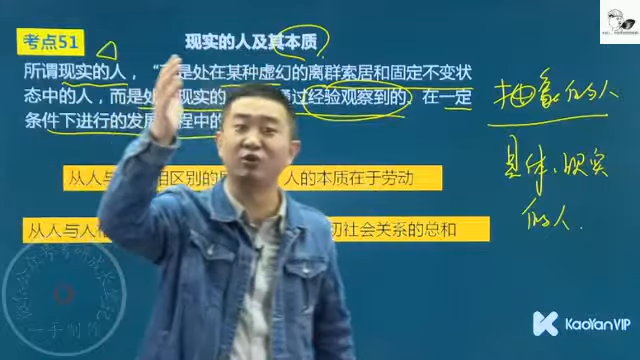 考点51
现实的人及其本质
所谓现实的人，“
是处在某种虚幻的离群索居和固定不变状
态中的人，而是处
现实的
通过经验观察到的、在一定
条件下进行的发展
程中的
抽象的人
具体、现实
的人.
从人与
相区别的
人的本质在于劳动
从人与人相
切社会关系的总和
KaoYanVIP